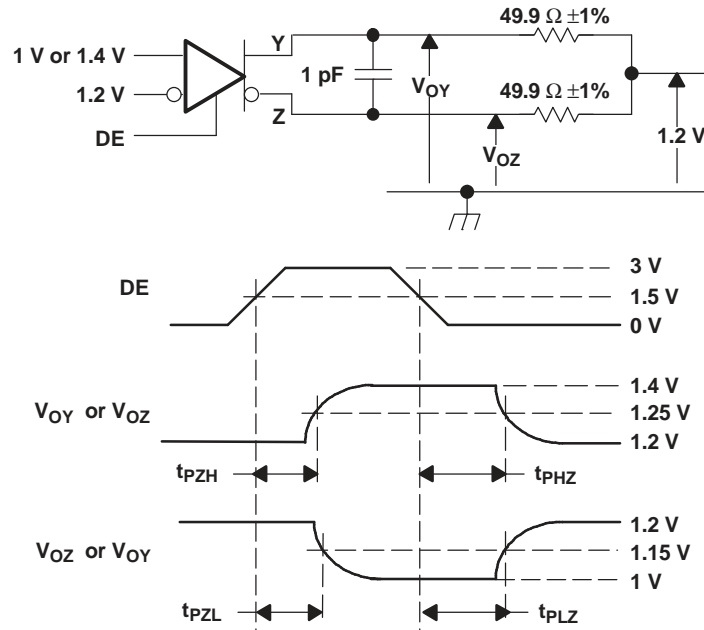 49.9 Ω ±1%
Y
1 V or 1.4 V
1 pF
VOY
49.9 Ω ±1%
1.2 V
Z
1.2 V
DE
VOZ
3 V
DE
1.5 V
0 V
1.4 V
VOY or VOZ
1.25 V
1.2 V
tPZH
tPHZ
1.2 V
VOZ or VOY
1.15 V
1 V
tPZL
tPLZ